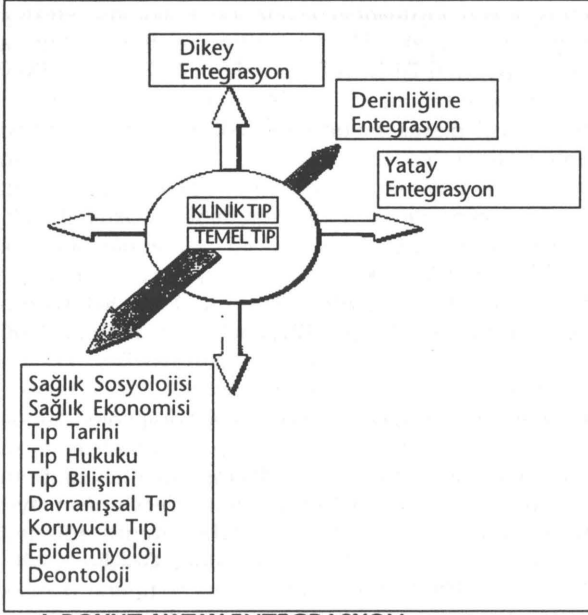 Dikey
Entegrasyon
Derinliğine
Entegrasyon
Yatay
Entegrasyon
KLİNİK TIP
TEMEL TIP
Sağlık Sosyolojisi
Sağlık Ekonomisi
Tıp Tarihi
Tıp Hukuku
Tıp Bilişimi
Davranışsal Tıp
Koruyucu Tıp
Epidemiyoloji
Deontoloji